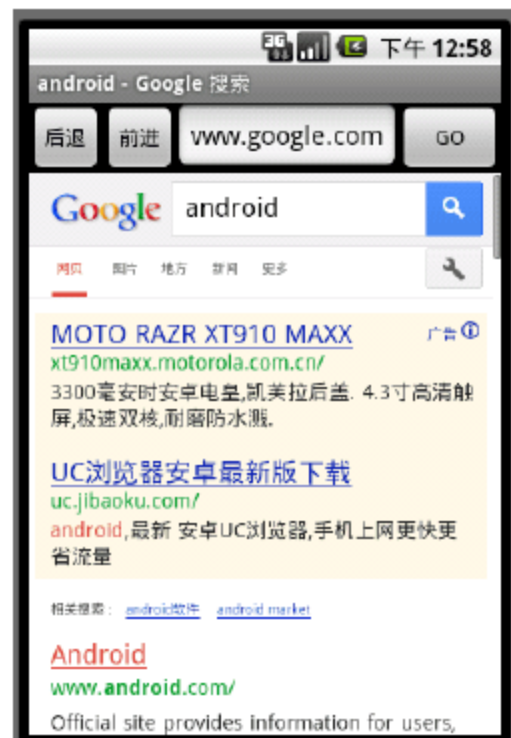 3G 下午 12:58
android - Google 搜索
后退 前进 www.google.com GO
Google android
网页 图片 地方 新闻 更多
MOTO RAZR XT910 MAXX 广告
xt910maxx.motorola.com.cn/
3300毫安时安卓电皇,凯芙拉后盖. 4.3寸高清触
屏,极速双核,耐磨防水溅.
UC浏览器安卓最新版下载
uc.jibaoku.com/
android,最新 安卓UC浏览器,手机上网更快更
省流量
相关搜索: android软件 android market
Android
www.android.com/
Official site provides information for users,